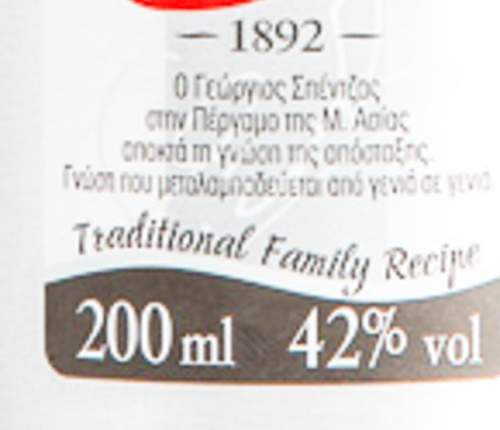 — 1892 —
Ο Γεώργιος Σπέντζος
στην Πέργαμο της Μ. Ασίας
αποκτά τη γνώση της απόσταξης.
Γνώση που μεταλαμπαδεύεται από γενιά σε γενιά
Traditional Family Recipe
200 ml 42% vol